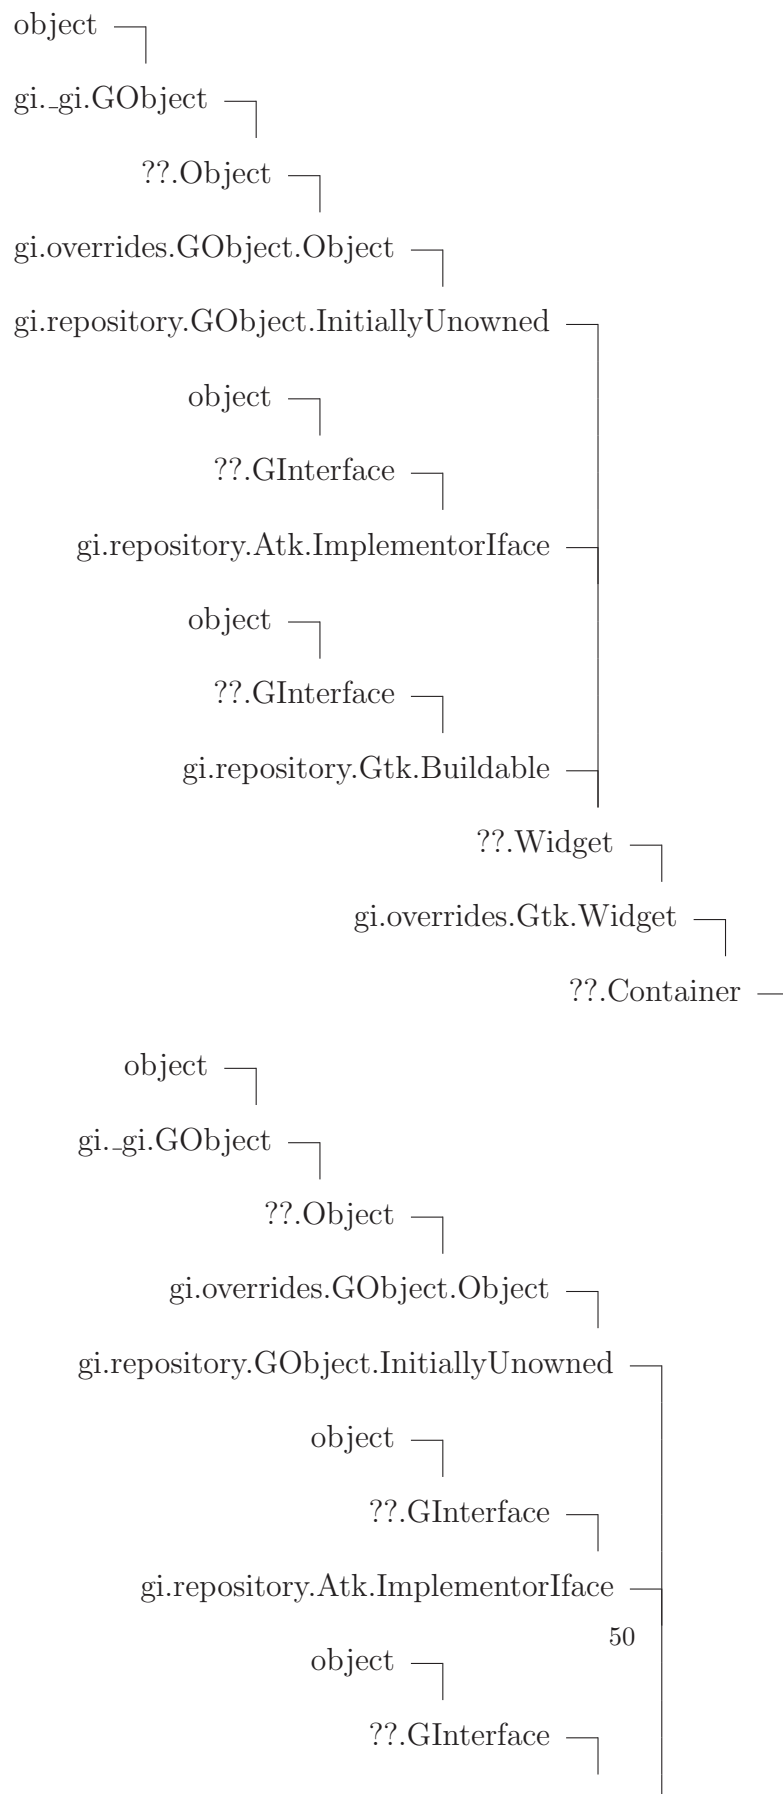 object
gi._gi.GObject
??.Object
gi.overrides.GObject.Object
gi.repository.GObject.InitiallyUnowned
object
??.GInterface
gi.repository.Atk.ImplementorIface
object
??.GInterface
gi.repository.Gtk.Buildable
??.Widget
gi.overrides.Gtk.Widget
??.Container
object
gi._gi.GObject
??.Object
gi.overrides.GObject.Object
gi.repository.GObject.InitiallyUnowned
object
??.GInterface
gi.repository.Atk.ImplementorIface
50
object
??.GInterface